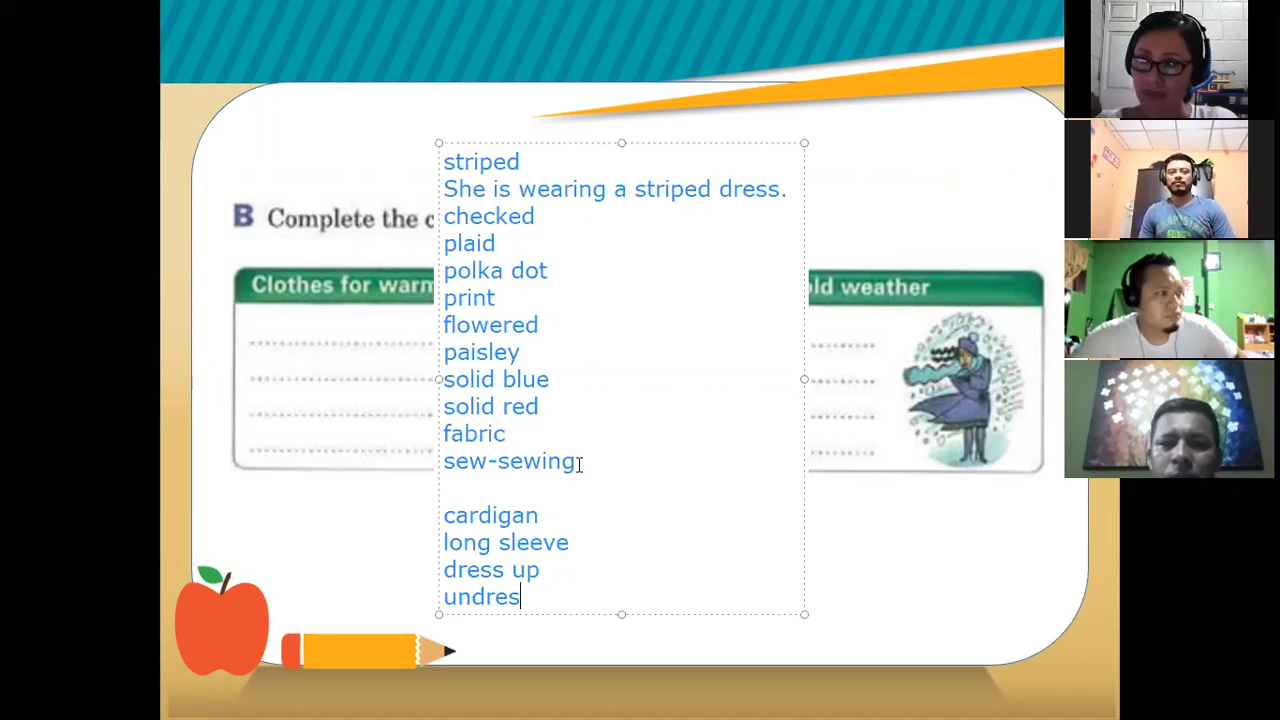 striped
She is wearing a striped dress.
checked
plaid
polka dot
print
flowered
paisley
solid blue
solid red
fabric
sew-sewing
cardigan
long sleeve
dress up
undres
B Complete the c
Clothes for warm
old weather